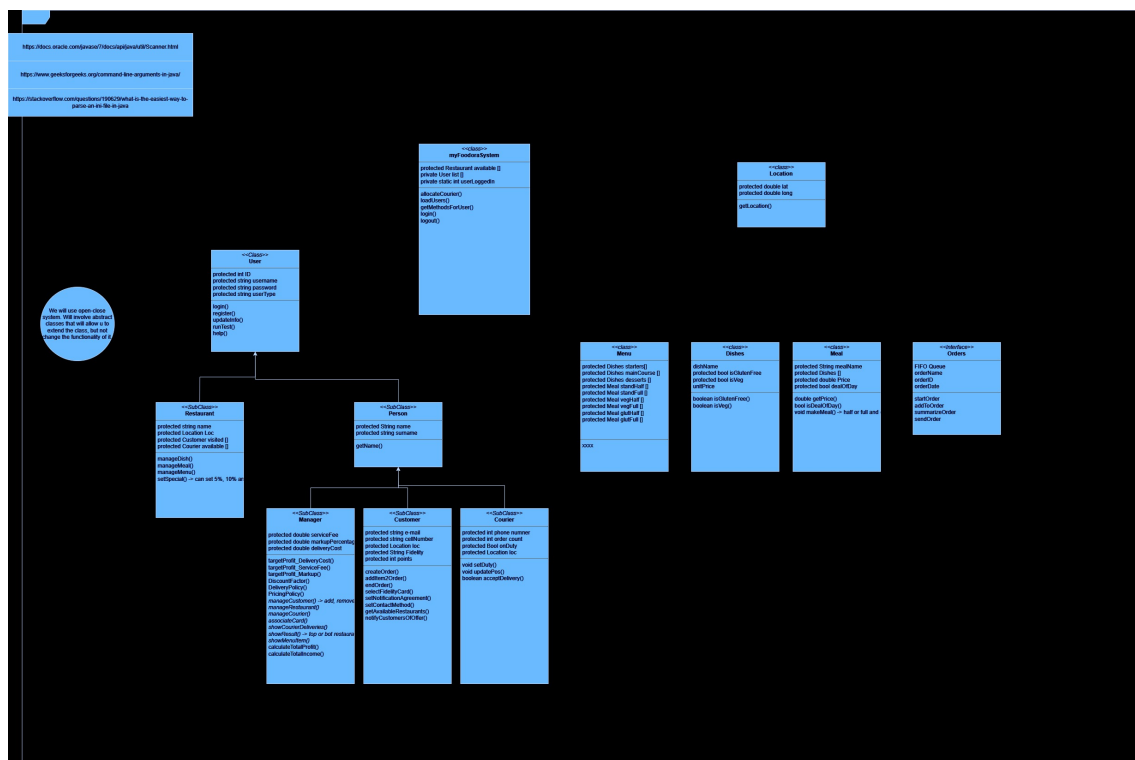 https://docs.oracle.com/javase/7/docs/api/java/util/Scanner.html
https://www.geeksforgeeks.org/command-line-arguments-in-java/
https://stackoverflow.com/questions/190629/what-is-the-easiest-way-to-
parse-an-ini-file-in-java
<<class>>
myFoodoraSystem
protected Restaurant available []
private User list []
private static int userLoggedIn
allocateCourier()
loadUsers()
getMethodsForUser()
login()
logout()
<<class>>
Location
protected double lat
protected double long
getLocation()
<<Class>>
User
protected int ID
protected string username
protected string password
protected string userType
login()
register()
updateInfo()
runTest()
help()
We will use open-close
system. Will involve abstract
classes that will allow u to
extend the class, but not
change the functionality of it
<<class>>
Menu
protected Dishes starters[]
protected Dishes mainCourse []
protected Dishes desserts []
protected Meal standHalf []
protected Meal standFull []
protected Meal vegHalf []
protected Meal vegFull []
protected Meal glutHalf []
protected Meal glutFull []
xxxx
<<class>>
Dishes
dishName
protected bool isGlutenFree
protected bool isVeg
unitPrice
boolean isGlutenFree()
boolean isVeg()
<<class>>
Meal
protected String mealName
protected Dishes []
protected double Price
protected bool dealOfDay
double getPrice()
bool isDealOfDay()
void makeMeal() -> half or full and
<<Interface>>
Orders
FIFO Queue
orderName
orderID
orderDate
startOrder
addToOrder
summarizeOrder
sendOrder
<<SubClass>>
Restaurant
protected string name
protected Location Loc
protected Customer visited []
protected Courier available []
manageDish()
manageMeal()
manageMenu()
setSpecial() -> can set 5%, 10% ar
<<SubClass>>
Person
protected String name
protected string surname
getName()
<<SubClass>>
Manager
protected double serviceFee
protected double markupPercentag
protected double deliveryCost
targetProfit_DeliveryCost()
targetProfit_ServiceFee()
targetProfit_Markup()
DiscountFactor()
DeliveryPolicy()
PricingPolicy()
manageCustomer() -> add, remove
manageRestaurant()
manageCourier()
associateCard()
showCourierDeliveries()
showResult() -> top or bot restaura
showMenuItem()
calculateTotalProfit()
calculateTotalIncome()
<<SubClass>>
Customer
protected string e-mail
protected string cellNumber
protected Location loc
protected String Fidelity
protected int points
createOrder()
addItem2Order()
endOrder()
selectFidelityCard()
setNotificationAgreement()
setContactMethod()
getAvailableRestaurants()
notifyCustomersOfOffer()
<<SubClass>>
Courier
protected int phone numner
protected int order count
protected Bool onDuty
protected Location loc
void setDuty()
void updatePos()
boolean acceptDelivery()